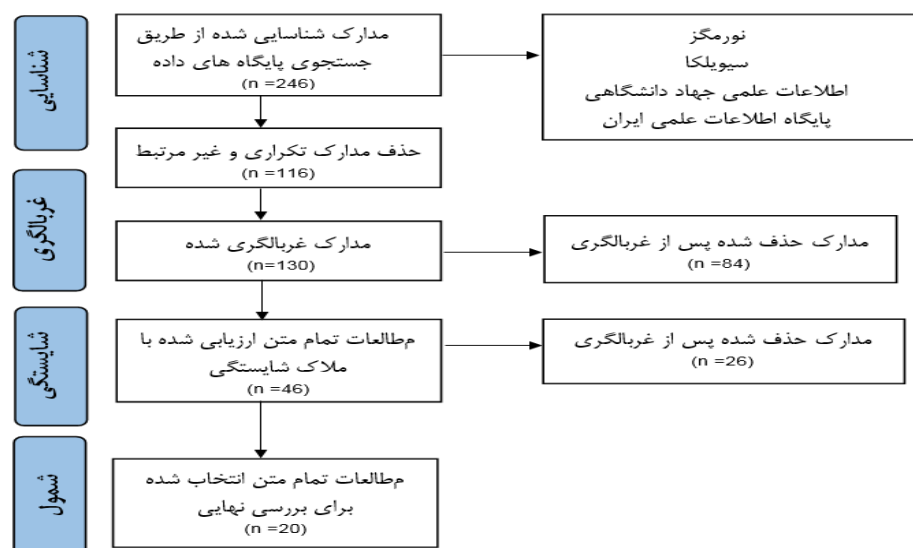 شناسایی
مدارک شناسایی شده از طریق
جستجوی پایگاه های داده
(n =246)
نورمگز
سیویلکا
اطلاعات علمی جهاد دانشگاهی
پایگاه اطلاعات علمی ایران
حذف مدارک تکراری و غیر مرتبط
(n =116)
غربالگری
مدارک غربالگری شده
(n=130)
مدارک حذف شده پس از غربالگری
(n =84)
شایستگی
مطالعات تمام متن ارزیابی شده با
ملاک شایستگی
(n =46)
مدارک حذف شده پس از غربالگری
(n =26)
شمول
مطالعات تمام متن انتخاب شده
برای بررسی نهایی
(n =20)